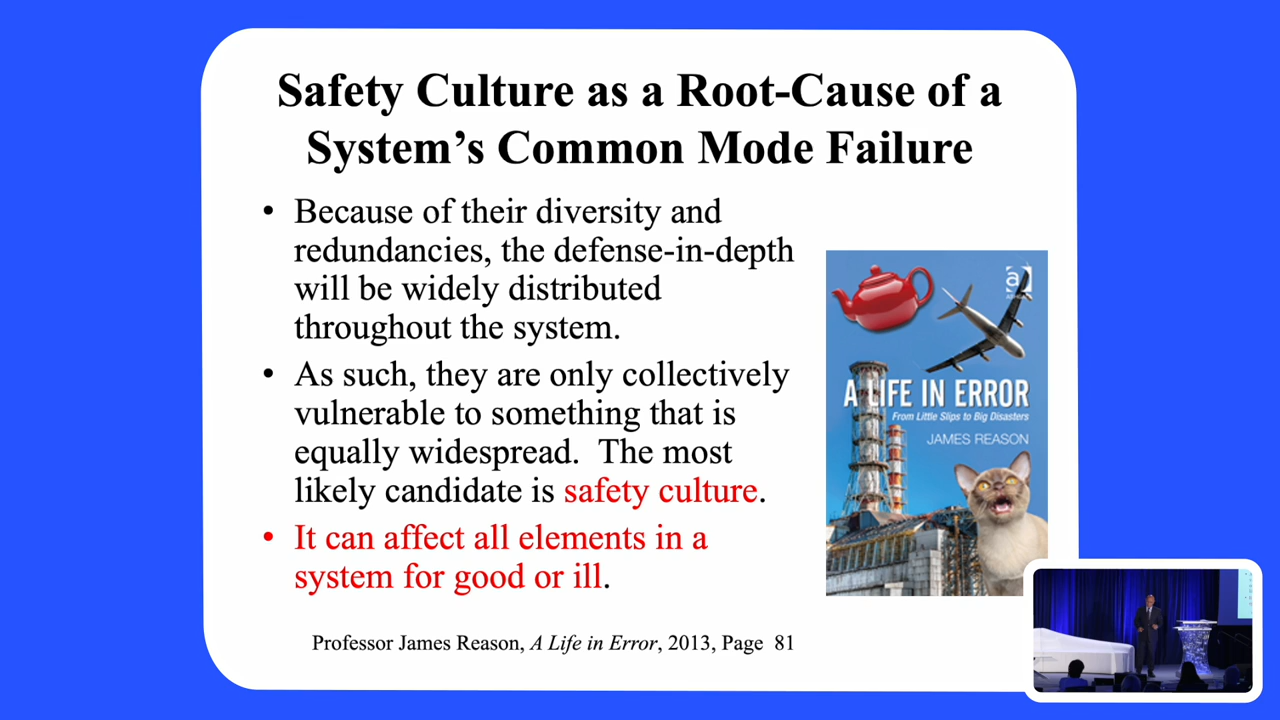 Safety Culture as a Root-Cause of a
System's Common Mode Failure
• Because of their diversity and
redundancies, the defense-in-depth
will be widely distributed
throughout the system.
• As such, they are only collectively
vulnerable to something that is
equally widespread.  The most
likely candidate is safety culture.
• It can affect all elements in a
system for good or ill.
a
ASHGATE
A LIFE IN ERROR
From Little Slips to Big Disasters
JAMES REASON
Professor James Reason, A Life in Error, 2013, Page 81